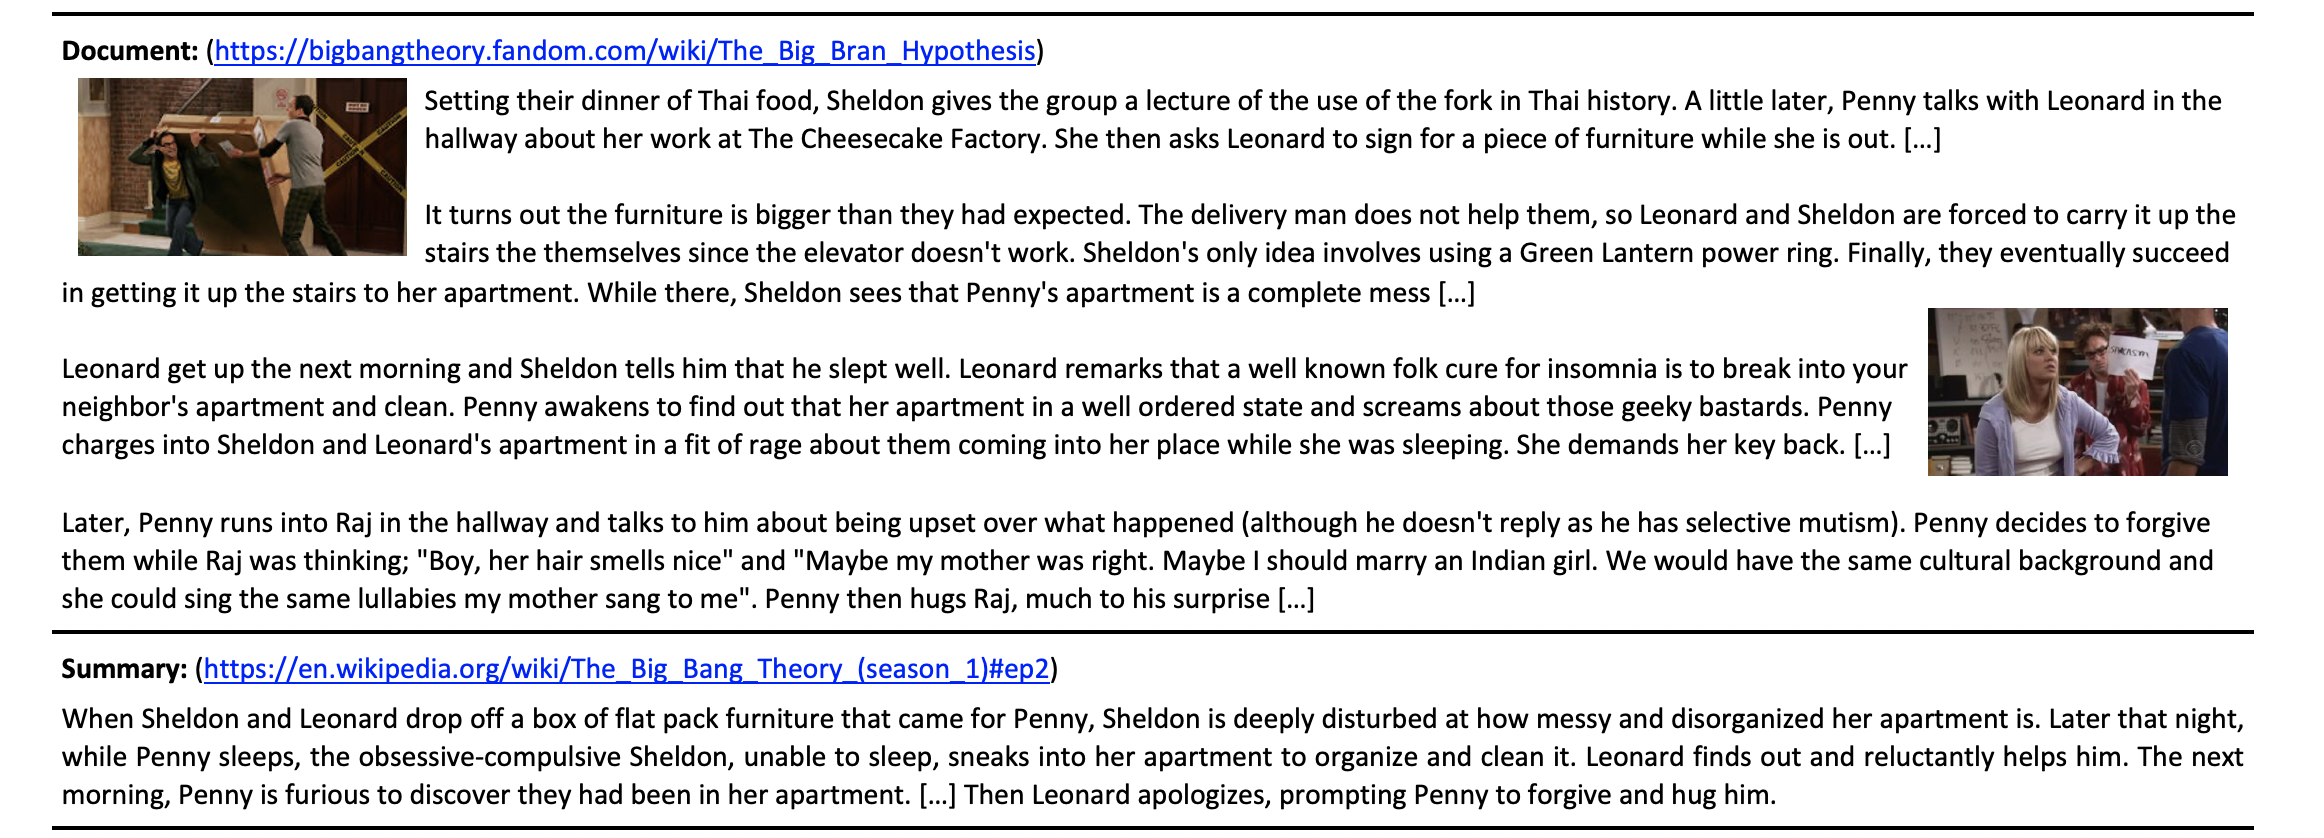 Document: (https://bigbangtheory.fandom.com/wiki/The_Big_Bran_Hypothesis)
Setting their dinner of Thai food, Sheldon gives the group a lecture of the use of the fork in Thai history. A little later, Penny talks with Leonard in the
hallway about her work at The Cheesecake Factory. She then asks Leonard to sign for a piece of furniture while she is out. [...]
It turns out the furniture is bigger than they had expected. The delivery man does not help them, so Leonard and Sheldon are forced to carry it up the
stairs the themselves since the elevator doesn't work. Sheldon's only idea involves using a Green Lantern power ring. Finally, they eventually succeed
in getting it up the stairs to her apartment. While there, Sheldon sees that Penny's apartment is a complete mess [...]
CAUTION
CAUTION
Leonard get up the next morning and Sheldon tells him that he slept well. Leonard remarks that a well known folk cure for insomnia is to break into your
neighbor's apartment and clean. Penny awakens to find out that her apartment in a well ordered state and screams about those geeky bastards. Penny
charges into Sheldon and Leonard's apartment in a fit of rage about them coming into her place while she was sleeping. She demands her key back. [...]
SARCASM
Later, Penny runs into Raj in the hallway and talks to him about being upset over what happened (although he doesn't reply as he has selective mutism). Penny decides to forgive
them while Raj was thinking; "Boy, her hair smells nice" and "Maybe my mother was right. Maybe I should marry an Indian girl. We would have the same cultural background and
she could sing the same lullabies my mother sang to me". Penny then hugs Raj, much to his surprise [...]
Summary: (https://en.wikipedia.org/wiki/The_Big_Bang_Theory_(season_1)#ep2)
When Sheldon and Leonard drop off a box of flat pack furniture that came for Penny, Sheldon is deeply disturbed at how messy and disorganized her apartment is. Later that night,
while Penny sleeps, the obsessive-compulsive Sheldon, unable to sleep, sneaks into her apartment to organize and clean it. Leonard finds out and reluctantly helps him. The next
morning, Penny is furious to discover they had been in her apartment. [...] Then Leonard apologizes, prompting Penny to forgive and hug him.